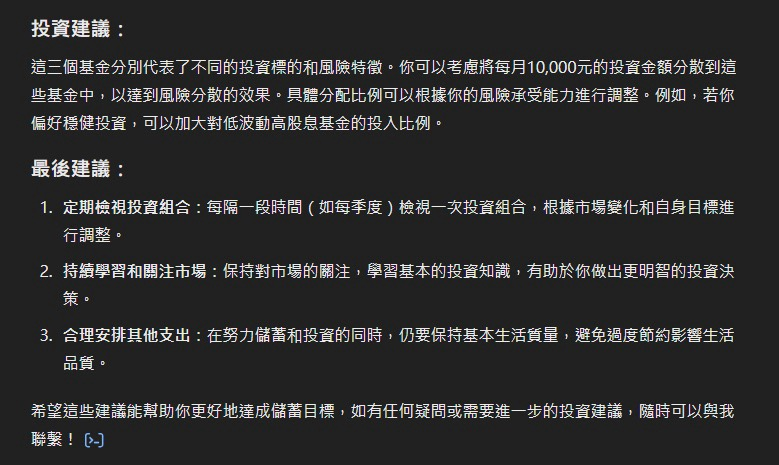 投資建議：
這三個基金分別代表了不同的投資標的和風險特徵。你可以考慮將每月10,000元的投資金額分散到這
些基金中，以達到風險分散的效果。具體分配比例可以根據你的風險承受能力進行調整。例如，若你
偏好穩健投資，可以加大對低波動高股息基金的投入比例。
最後建議：
1. 定期檢視投資組合：每隔一段時間（如每季度）檢視一次投資組合，根據市場變化和自身目標進
行調整。
2. 持續學習和關注市場：保持對市場的關注，學習基本的投資知識，有助於你做出更明智的投資決
策。
3. 合理安排其他支出：在努力儲蓄和投資的同時，仍要保持基本生活質量，避免過度節約影響生活
品質。
希望這些建議能幫助你更好地達成儲蓄目標，如有任何疑問或需要進一步的投資建議，隨時可以與我
聯繫！ [>-]